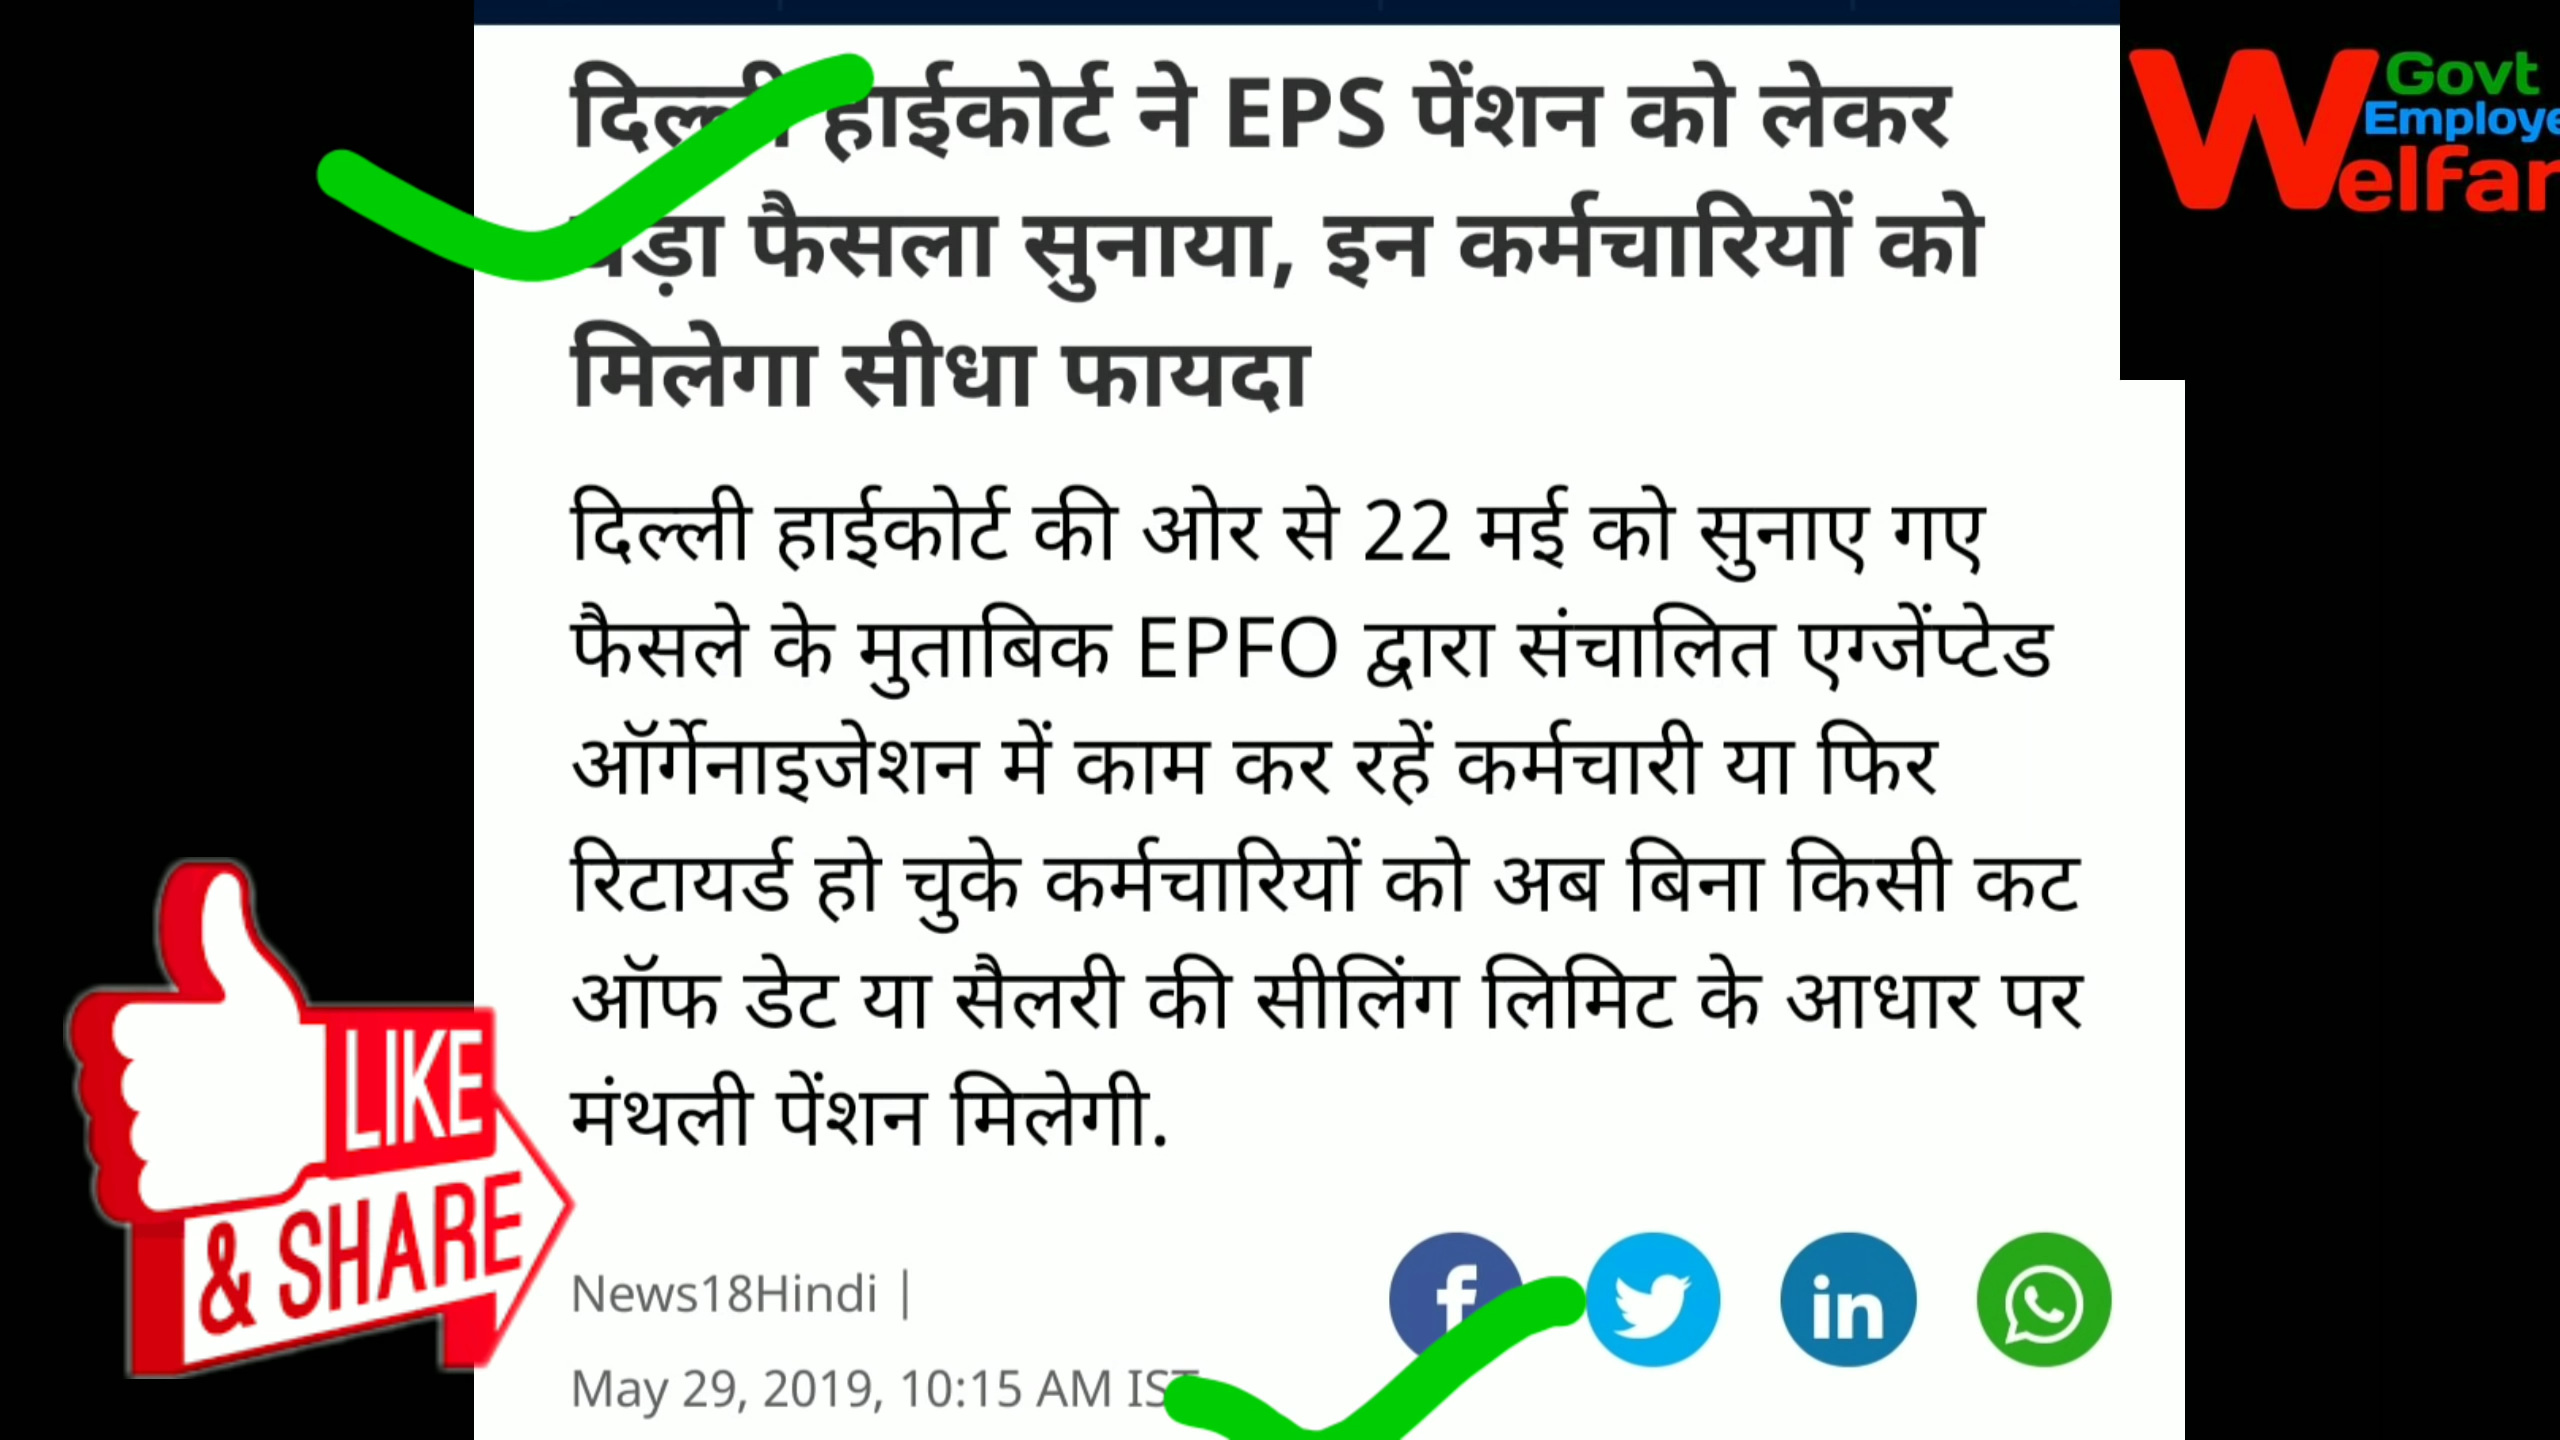 दिल्ली हाईकोर्ट ने EPS पेंशन को लेकर
बड़ा फैसला सुनाया, इन कर्मचारियों को
मिलेगा सीधा फायदा
दिल्ली हाईकोर्ट की ओर से 22 मई को सुनाए गए
फैसले के मुताबिक EPFO द्वारा संचालित एग्जेंप्टेड
ऑर्गेनाइजेशन में काम कर रहें कर्मचारी या फिर
रिटायर्ड हो चुके कर्मचारियों को अब बिना किसी कट
ऑफ डेट या सैलरी की सीलिंग लिमिट के आधार पर
मंथली पेंशन मिलेगी.
News18Hindi |
May 29, 2019, 10:15 AM IST
Govt
Employe
Welfar
LIKE
& SHARE
f
in